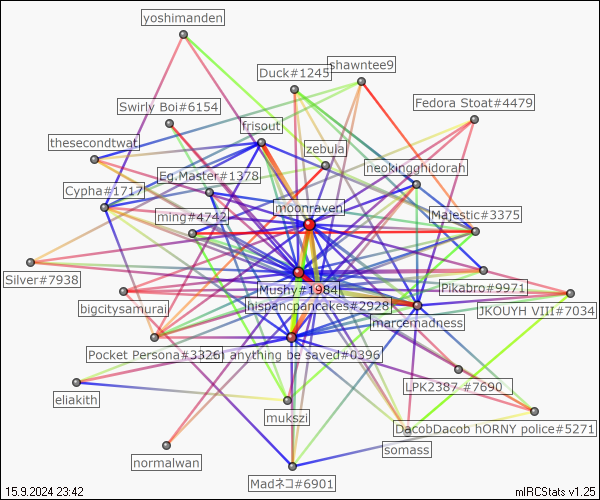 yoshimanden
shawntee9
Duck#1245
Fedora Stoat#4479
Swirly Boi#6154
frisout
thesecondtwat
zebula
neokingghidorah
Eg.Master#1378
Cypha#1717
moonraven
ming#4742
Majestic#3375
Silver#7938
Mushy#1984
Pikabro#9971
bigcitysamurai
hispancpancakes#2928
JKOUYH VIII#7034
marcemadness
Pocket Persona#3326
t anything be saved#0396
LPK2387 #7690
eliakith
mukszi
DacobDacob hORNY police#5271
somass
normalwan
Madネコ#6901
15.9.2024 23:42
mIRCStats v1.25